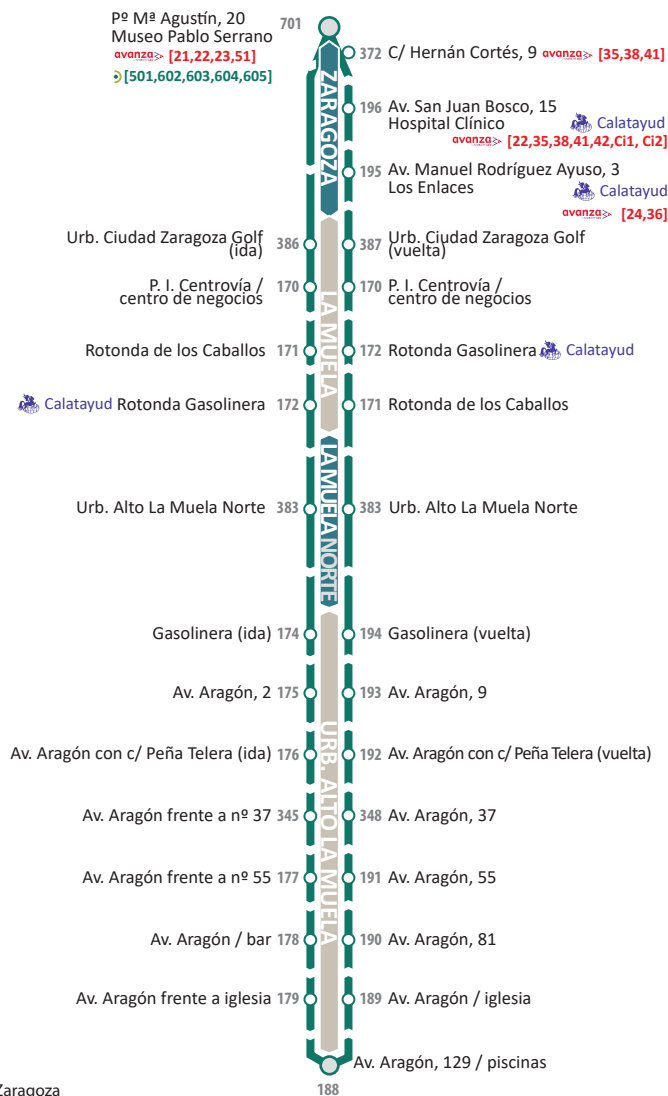 Pº Mª Agustín, 20
Museo Pablo Serrano
avanza [21,22,23,51]
[501,602,603,604,605]
701
372 C/ Hernán Cortés, 9 avanza [35,38,41]
196 Av. San Juan Bosco, 15
Hospital Clínico Calatayud
avanza [22,35,38,41,42,Ci1, Ci2]
195 Av. Manuel Rodríguez Ayuso, 3
Los Enlaces Calatayud
avanza [24,36]
ZARAGOZA
Urb. Ciudad Zaragoza Golf
(ida) 386
387 Urb. Ciudad Zaragoza Golf
(vuelta)
P. I. Centrovía /
centro de negocios 170
170 P. I. Centrovía /
centro de negocios
LA MUELA
Rotonda de los Caballos 171
172 Rotonda Gasolinera Calatayud
Calatayud Rotonda Gasolinera 172
171 Rotonda de los Caballos
LA MUELA NORTE
Urb. Alto La Muela Norte 383
383 Urb. Alto La Muela Norte
Gasolinera (ida) 174
194 Gasolinera (vuelta)
Av. Aragón, 2 175
193 Av. Aragón, 9
URB. ALTO LA MUELA
Av. Aragón con c/ Peña Telera (ida) 176
192 Av. Aragón con c/ Peña Telera (vuelta)
Av. Aragón frente a nº 37 345
348 Av. Aragón, 37
Av. Aragón frente a nº 55 177
191 Av. Aragón, 55
Av. Aragón / bar 178
190 Av. Aragón, 81
Av. Aragón frente a iglesia 179
189 Av. Aragón / iglesia
Av. Aragón, 129 / piscinas
188
Zaragoza